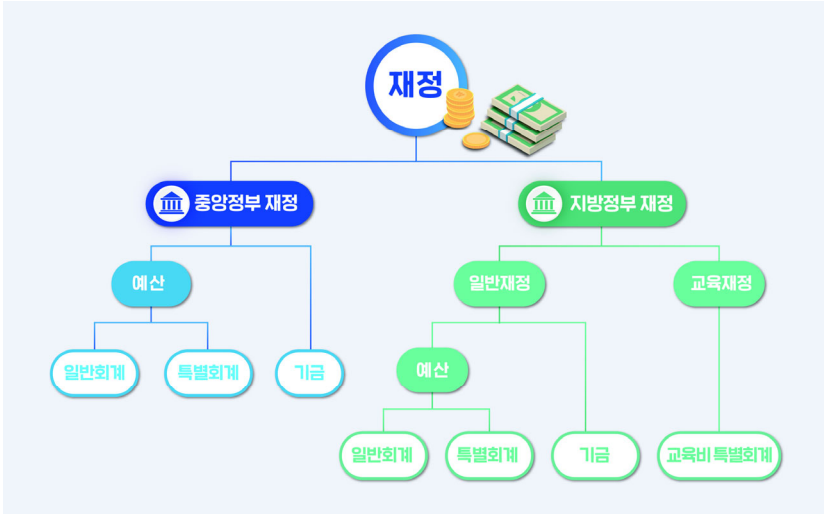 재정
중앙정부 재정
지방정부 재정
예산
일반재정
교육재정
일반회계
특별회계
기금
예산
일반회계
특별회계
기금
교육비 특별회계